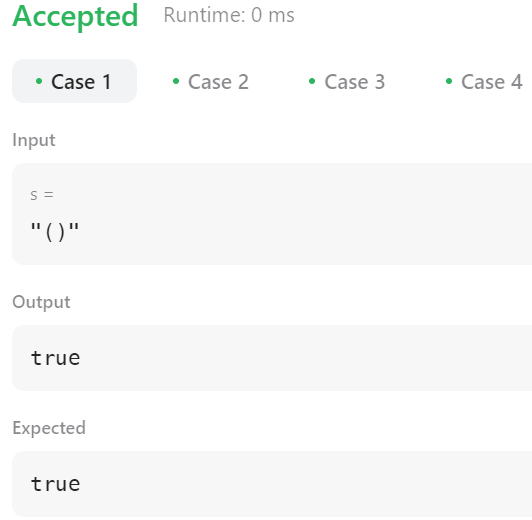 Accepted Runtime: 0 ms
Case 1 Case 2 Case 3 Case 4
Input
s =
"()"
Output
true
Expected
true